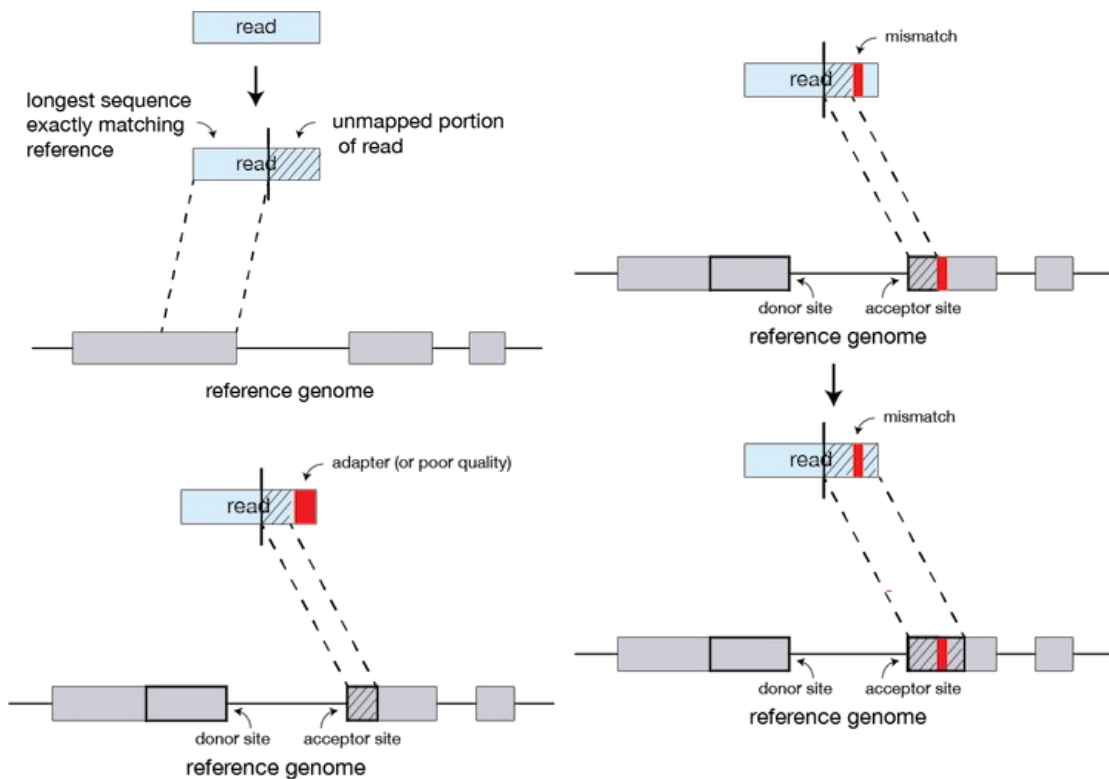 read
longest sequence
exactly matching
reference
unmapped portion
of read
read
reference genome
adapter (or poor quality)
read
donor site
acceptor site
reference genome
mismatch
read
donor site
acceptor site
reference genome
mismatch
read
donor site
acceptor site
reference genome